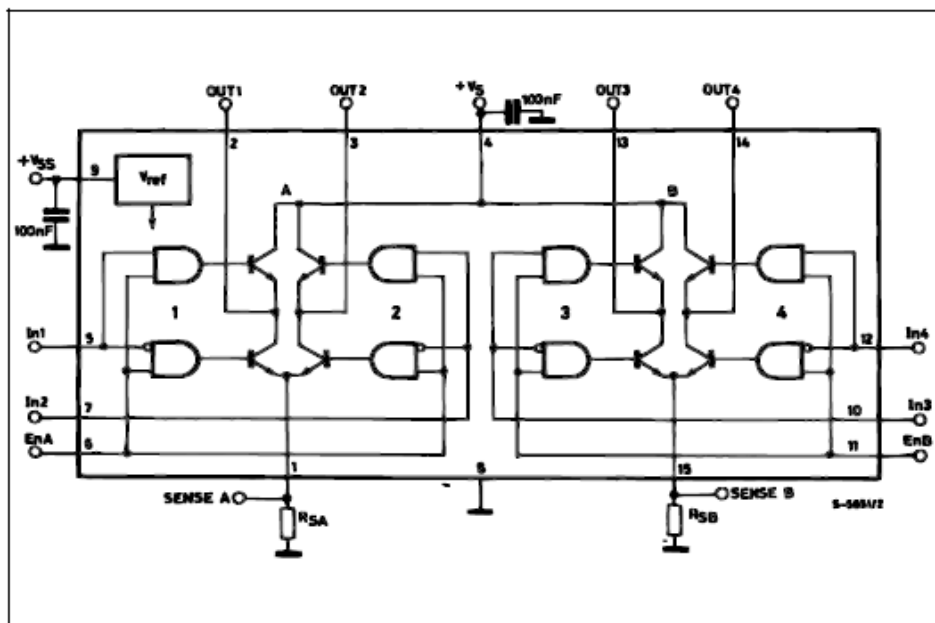 OUT1 OUT2 +VS 100nF OUT3 OUT4
2 3 4 13 14
+VSS 9 Vref A B
100nF
1 2 3 4
In1 5 12 In4
In2 7 10 In3
EnA 6 11 EnB
1 8 15
SENSE A SENSE B S-5851/2
RSA RSB